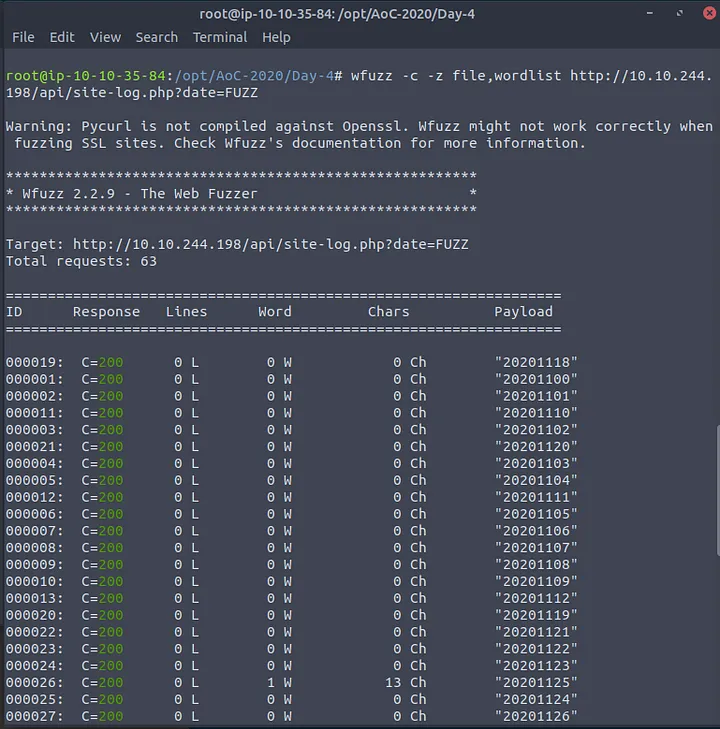 root@ip-10-10-35-84: /opt/AoC-2020/Day-4
File Edit View Search Terminal Help
root@ip-10-10-35-84:/opt/AoC-2020/Day-4# wfuzz -c -z file,wordlist http://10.10.244.
198/api/site-log.php?date=FUZZ
Warning: Pycurl is not compiled against Openssl. Wfuzz might not work correctly when
fuzzing SSL sites. Check Wfuzz's documentation for more information.
********************************************************
* Wfuzz 2.2.9 - The Web Fuzzer                         *
********************************************************
Target: http://10.10.244.198/api/site-log.php?date=FUZZ
Total requests: 63
==================================================================
ID      Response   Lines      Word         Chars          Payload
==================================================================
000019:  C=200      0 L        0 W            0 Ch        "20201118"
000001:  C=200      0 L        0 W            0 Ch        "20201100"
000002:  C=200      0 L        0 W            0 Ch        "20201101"
000011:  C=200      0 L        0 W            0 Ch        "20201110"
000003:  C=200      0 L        0 W            0 Ch        "20201102"
000021:  C=200      0 L        0 W            0 Ch        "20201120"
000004:  C=200      0 L        0 W            0 Ch        "20201103"
000005:  C=200      0 L        0 W            0 Ch        "20201104"
000012:  C=200      0 L        0 W            0 Ch        "20201111"
000006:  C=200      0 L        0 W            0 Ch        "20201105"
000007:  C=200      0 L        0 W            0 Ch        "20201106"
000008:  C=200      0 L        0 W            0 Ch        "20201107"
000009:  C=200      0 L        0 W            0 Ch        "20201108"
000010:  C=200      0 L        0 W            0 Ch        "20201109"
000013:  C=200      0 L        0 W            0 Ch        "20201112"
000020:  C=200      0 L        0 W            0 Ch        "20201119"
000022:  C=200      0 L        0 W            0 Ch        "20201121"
000023:  C=200      0 L        0 W            0 Ch        "20201122"
000024:  C=200      0 L        0 W            0 Ch        "20201123"
000026:  C=200      0 L        1 W           13 Ch        "20201125"
000025:  C=200      0 L        0 W            0 Ch        "20201124"
000027:  C=200      0 L        0 W            0 Ch        "20201126"